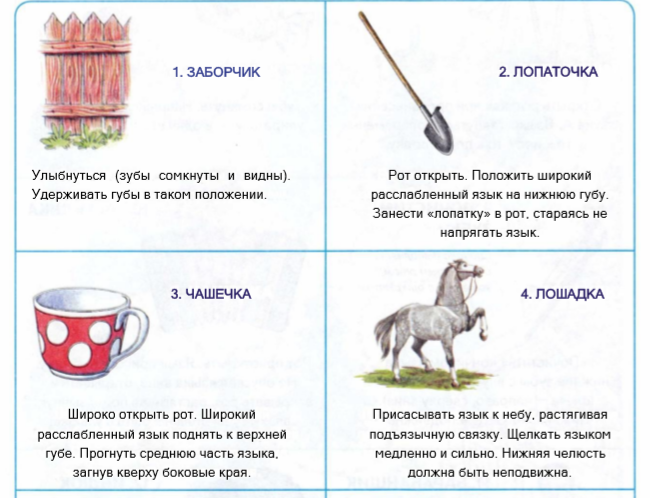 1. ЗАБОРЧИК
Улыбнуться (зубы сомкнуты и видны).
Удерживать губы в таком положении.
2. ЛОПАТОЧКА
Рот открыть. Положить широкий
расслабленный язык на нижнюю губу.
Занести «лопатку» в рот, стараясь не
напрягать язык.
3. ЧАШЕЧКА
Широко открыть рот. Широкий
расслабленный язык поднять к верхней
губе. Прогнуть среднюю часть языка,
загнув кверху боковые края.
4. ЛОШАДКА
Присасывать язык к небу, растягивая
подъязычную связку. Щелкать языком
медленно и сильно. Нижняя челюсть
должна быть неподвижна.